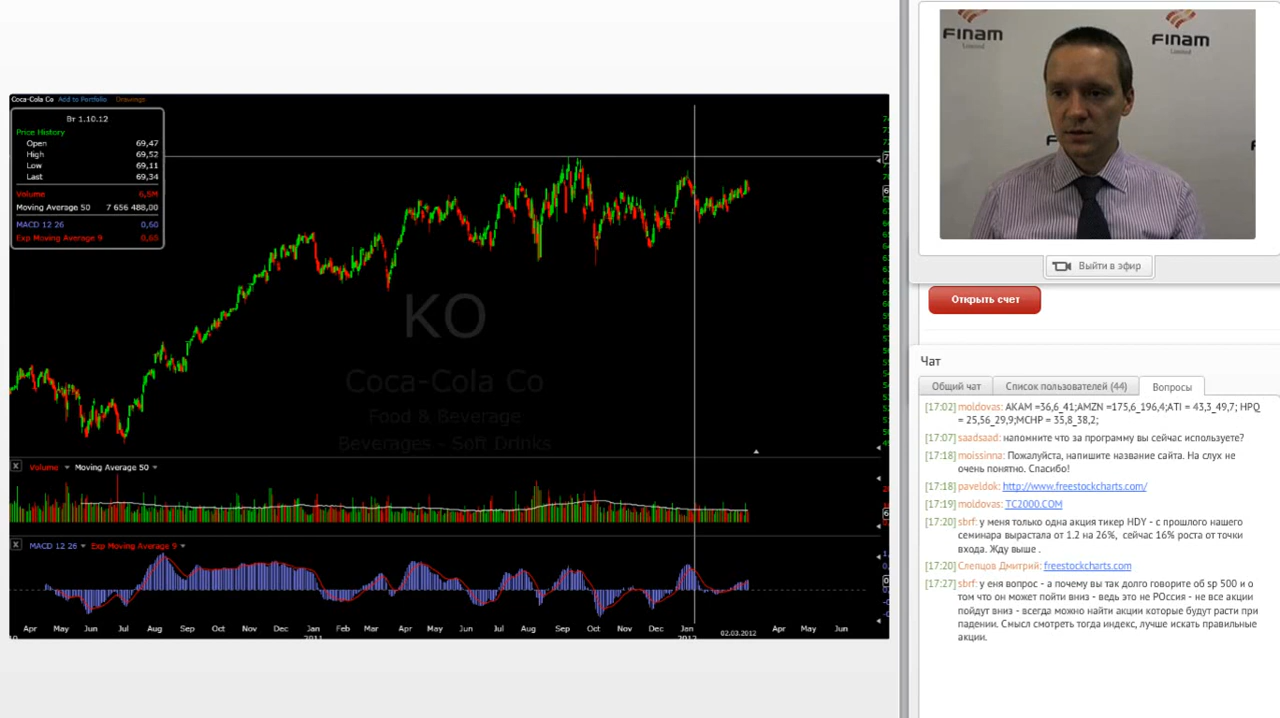 Coca-Cola Co Add to Portfolio Drawings
Вт 1.10.12
Price History
Open 69,47
High 69,52
Low 69,11
Last 69,34
Volume 6,5M
Moving Average 50 7 656 488,00
MACD 12 26 0,60
Exp Moving Average 9 0,60
KO
Coca-Cola Co
Food & Beverage
Beverages - Soft Drinks
X Volume Moving Average 50
X MACD 12 26 Exp Moving Average 9
Apr May Jun Jul Aug Sep Oct Nov Dec Jan Feb Mar Apr May Jun Jul Aug Sep Oct Nov Dec Jan 02.03.2012 Apr May Jun
2011 2012
FINAM
Limited
FINAM
Limited
Выйти в эфир
Открыть счет
Чат
Общий чат Список пользователей (44) Вопросы
[17:02] moldovas: AKAM =36,6_41;AMZN =175,6_196,4;ATI = 43,3_49,7; HPQ
= 25,56_29,9;MCHP = 35,8_38,2;
[17:07] saadsaad: напомните что за программу вы сейчас используете?
[17:18] moissinna: Пожалуйста, напишите название сайта. На слух не
очень понятно. Спасибо!
[17:18] paveldok: http://www.freestockcharts.com/
[17:19] moldovas: TC2000.COM
[17:20] sbrf: у меня только одна акция тикер HDY - с прошлого нашего
семинара вырастала от 1.2 на 26%, сейчас 16% роста от точки
входа. Жду выше .
[17:20] Слепцов Дмитрий: freestockcharts.com
[17:27] sbrf: у еня вопрос - а почему вы так долго говорите об sp 500 и о
том что он может пойти вниз - ведь это не РОссия - не все акции
пойдут вниз - всегда можно найти акции которые будут расти при
падении. Смысл смотреть тогда индекс, лучше искать правильные
акции.